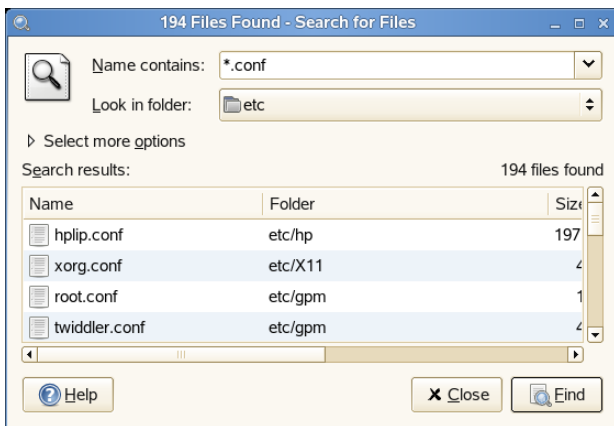 194 Files Found - Search for Files
Name contains: *.conf
Look in folder: etc
Select more options
Search results: 194 files found
Name Folder Size
hplip.conf etc/hp 197
xorg.conf etc/X11
root.conf etc/gpm 1
twiddler.conf etc/gpm
Help Close Find